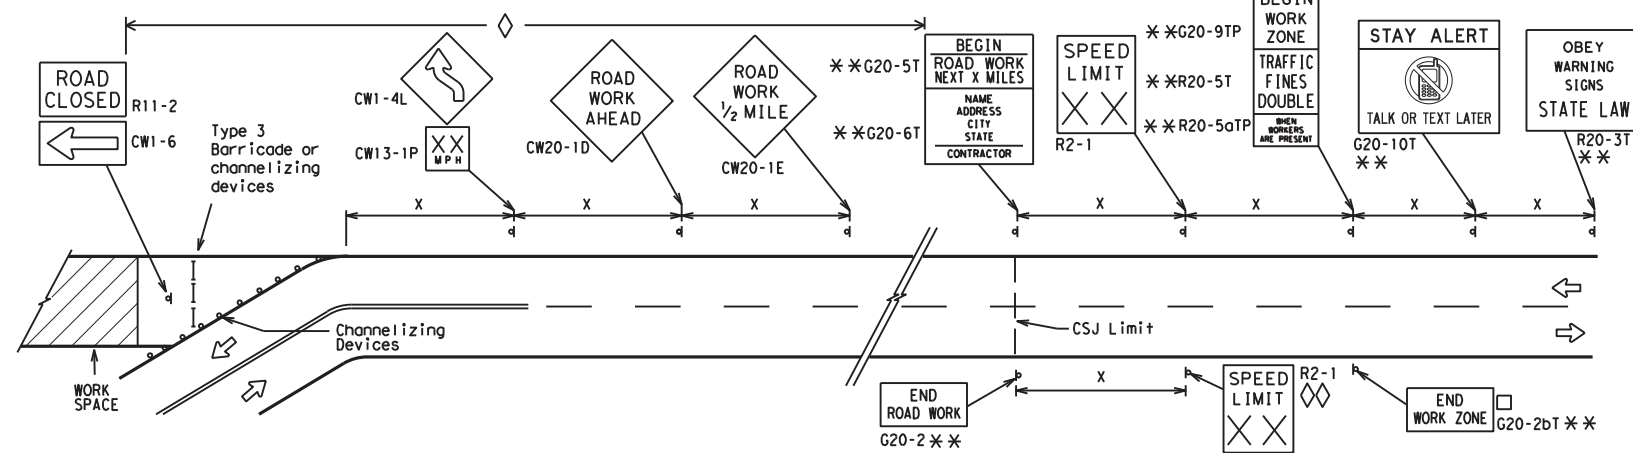 ROAD
CLOSED
R11-2
CW1-6
Type 3
Barricade or
channelizing
devices
CW1-4L
XX
MPH
CW13-1P
ROAD
WORK
AHEAD
CW20-1D
ROAD
WORK
1/2 MILE
CW20-1E
**G20-5T
**G20-6T
BEGIN
ROAD WORK
NEXT X MILES
NAME
ADDRESS
CITY
STATE
CONTRACTOR
SPEED
LIMIT
XX
R2-1
**G20-9TP
**R20-5T
**R20-5aTP
BEGIN
WORK
ZONE
TRAFFIC
FINES
DOUBLE
WHEN
WORKERS
ARE PRESENT
STAY ALERT
TALK OR TEXT LATER
G20-10T
**
OBEY
WARNING
SIGNS
STATE LAW
R20-3T
**
X
X
X
X
X
X
X
Channelizing
Devices
WORK
SPACE
CSJ Limit
X
END
ROAD WORK
G20-2**
SPEED
LIMIT
XX
R2-1
END
WORK ZONE
G20-2bT**